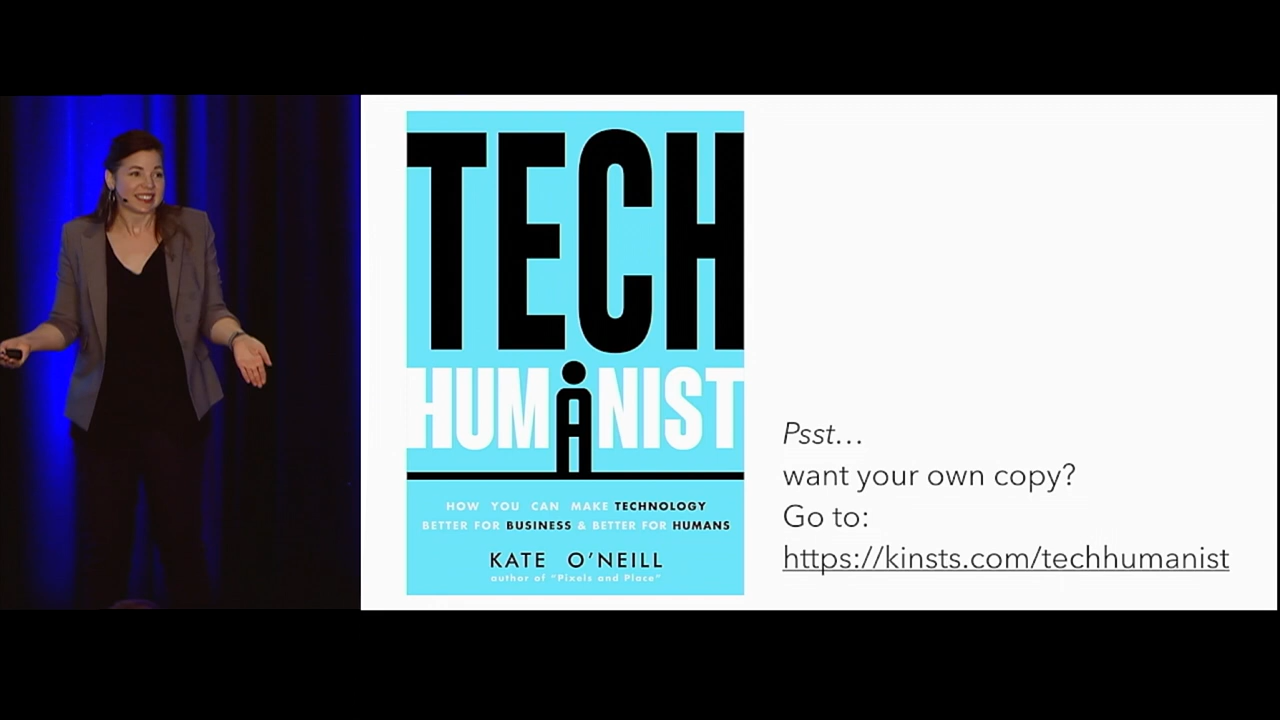 TECH
HUMANIST
HOW YOU CAN MAKE TECHNOLOGY
BETTER FOR BUSINESS & BETTER FOR HUMANS
KATE O'NEILL
author of "Pixels and Place"
Psst...
want your own copy?
Go to:
https://kinsts.com/techhumanist